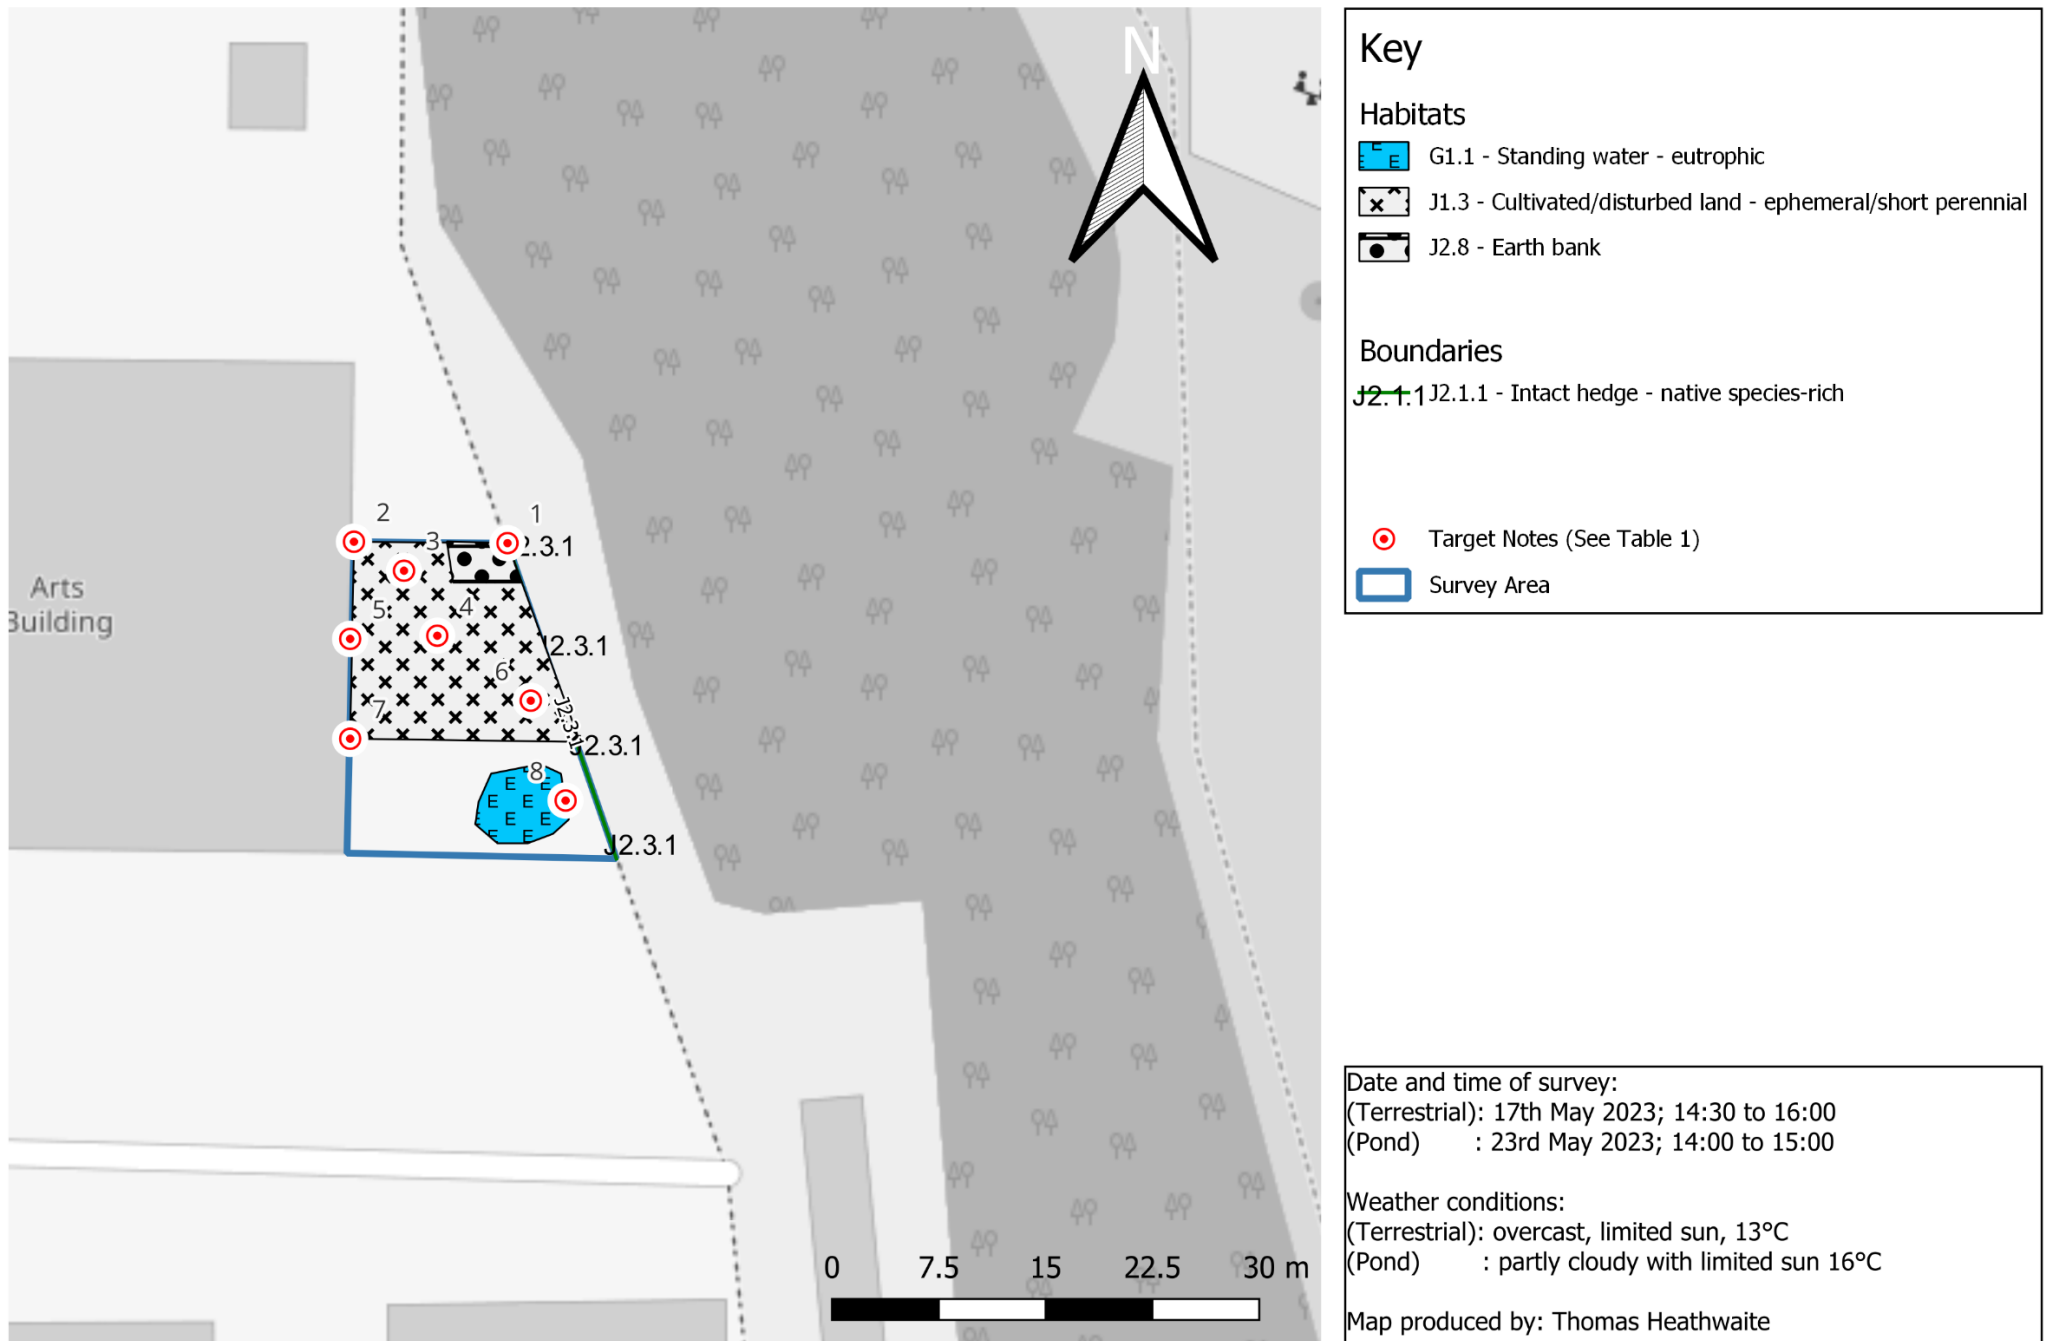 N
2
1
3
2.3.1
Arts
Building
5
4
J2.3.1
6
7
J2.3.1
J2.3.1
8
E
E
E
E
E
E
E
E
E
J2.3.1
0 7.5 15 22.5 30 m
Key
Habitats
E
E
E
G1.1 - Standing water - eutrophic
J1.3 - Cultivated/disturbed land - ephemeral/short perennial
J2.8 - Earth bank
Boundaries
J2.1.1 J2.1.1 - Intact hedge - native species-rich
Target Notes (See Table 1)
Survey Area
Date and time of survey:
(Terrestrial): 17th May 2023; 14:30 to 16:00
(Pond) : 23rd May 2023; 14:00 to 15:00
Weather conditions:
(Terrestrial): overcast, limited sun, 13°C
(Pond) : partly cloudy with limited sun 16°C
Map produced by: Thomas Heathwaite